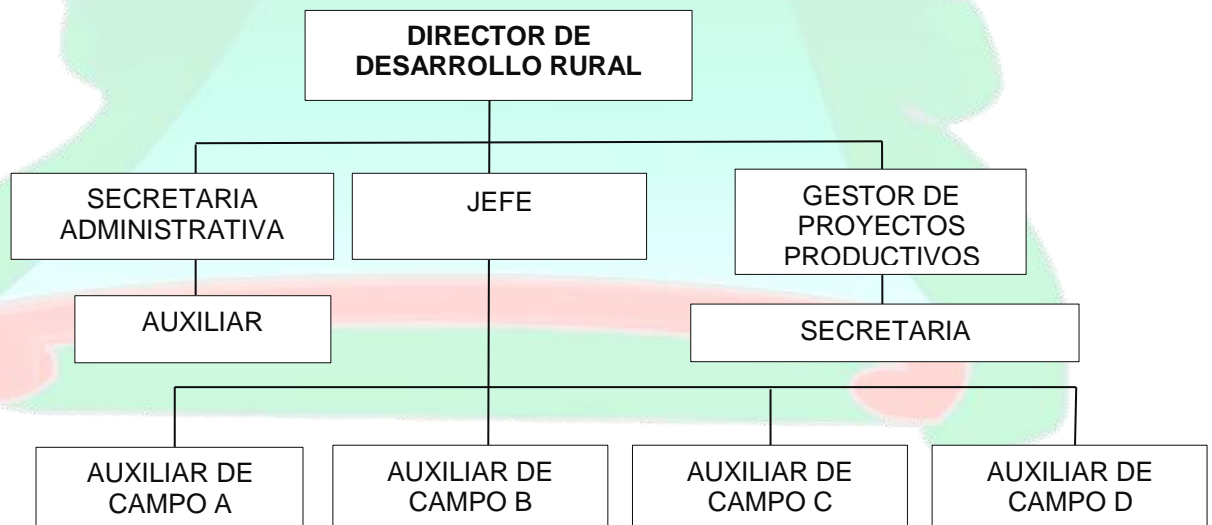 DIRECTOR DE
DESARROLLO RURAL
SECRETARIA
ADMINISTRATIVA
JEFE
GESTOR DE
PROYECTOS
PRODUCTIVOS
AUXILIAR
SECRETARIA
AUXILIAR DE
CAMPO A
AUXILIAR DE
CAMPO B
AUXILIAR DE
CAMPO C
AUXILIAR DE
CAMPO D